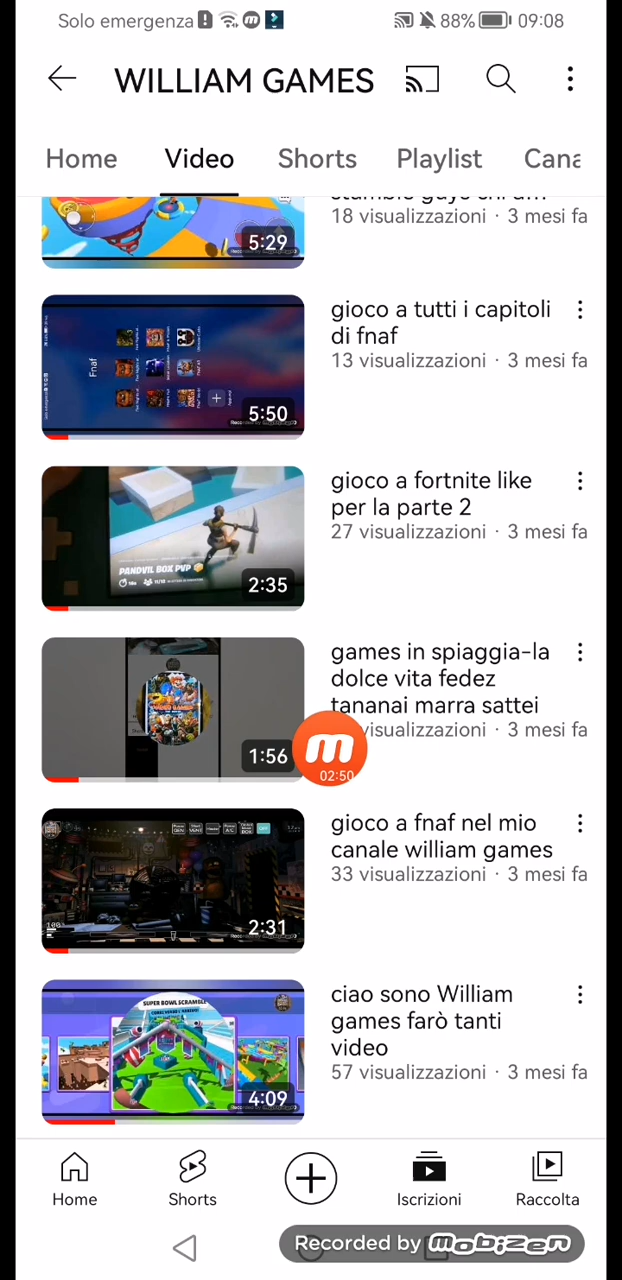 Solo emergenza 88% 09:08
WILLIAM GAMES
Home Video Shorts Playlist Cana
5:29
18 visualizzazioni · 3 mesi fa
gioco a tutti i capitoli
di fnaf
13 visualizzazioni · 3 mesi fa
Fnaf
5:50
gioco a fortnite like
per la parte 2
27 visualizzazioni · 3 mesi fa
PANDVIL BOX PVP
2:35
games in spiaggia-la
dolce vita fedez
tananai marra sattei
visualizzazioni · 3 mesi fa
1:56
m
02:50
gioco a fnaf nel mio
canale william games
33 visualizzazioni · 3 mesi fa
2:31
ciao sono William
games farò tanti
video
57 visualizzazioni · 3 mesi fa
SUPER BOWL SCRAMBLE
4:09
Home Shorts Iscrizioni Raccolta
Recorded by mobizen